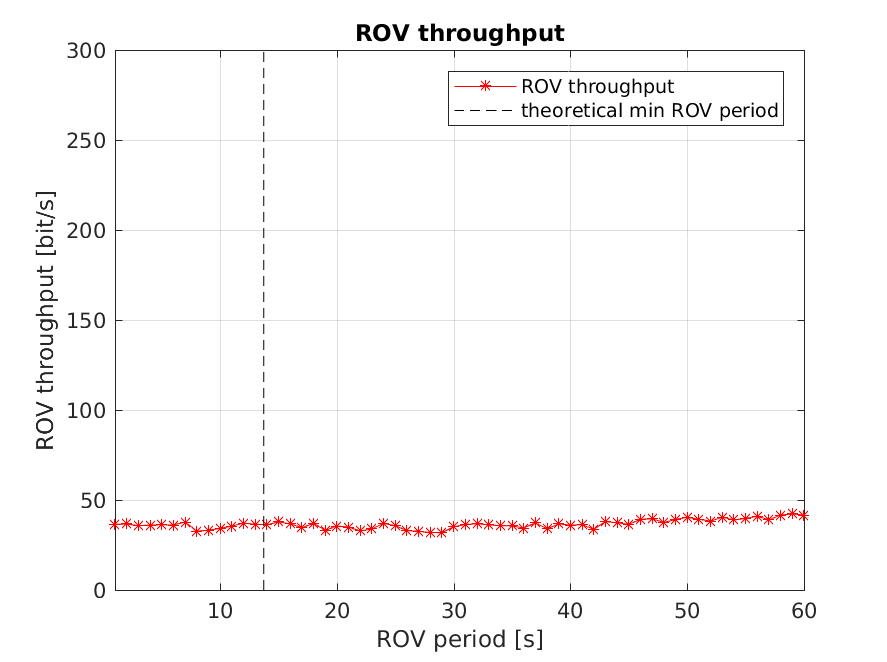 ROV throughput
300
250
200
150
100
50
0
ROV throughput [bit/s]
ROV throughput
theoretical min ROV period
10 20 30 40 50 60
ROV period [s]